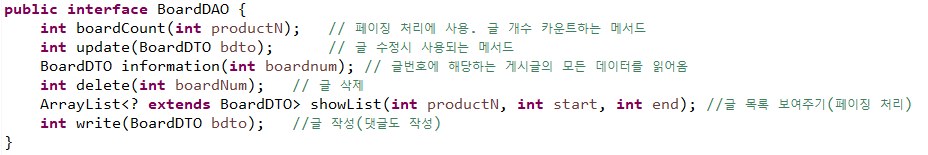 public interface BoardDAO {
int boardCount(int productN); // 페이징 처리에 사용. 글 개수 카운트하는 메서드
int update(BoardDTO bdto); // 글 수정시 사용되는 메서드
BoardDTO information(int boardnum); // 글번호에 해당하는 게시글의 모든 데이터를 읽어옴
int delete(int boardNum); // 글 삭제
ArrayList<? extends BoardDTO> showList(int productN, int start, int end); //글 목록 보여주기(페이징 처리)
int write(BoardDTO bdto); //글 작성(댓글도 작성)
}